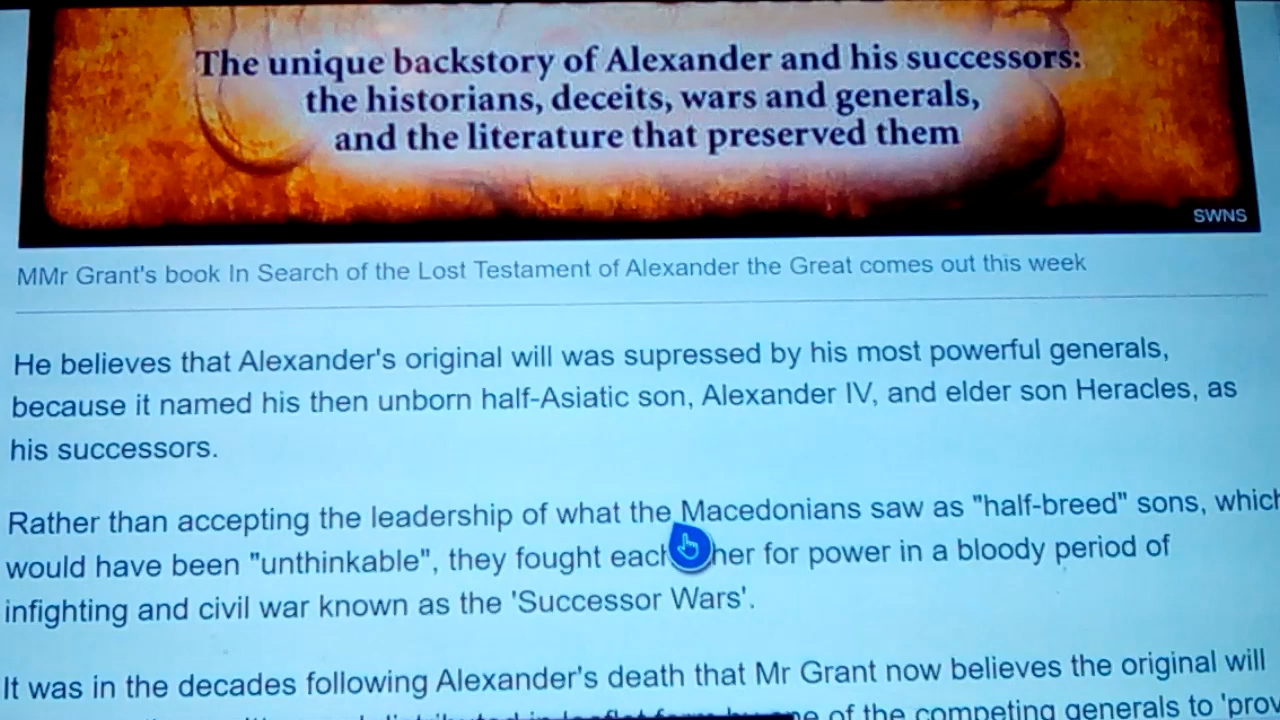 The unique backstory of Alexander and his successors:
the historians, deceits, wars and generals,
and the literature that preserved them
SWNS
MMr Grant's book In Search of the Lost Testament of Alexander the Great comes out this week
He believes that Alexander's original will was supressed by his most powerful generals,
because it named his then unborn half-Asiatic son, Alexander IV, and elder son Heracles, as
his successors.
Rather than accepting the leadership of what the Macedonians saw as "half-breed" sons, which
would have been "unthinkable", they fought each her for power in a bloody period of
infighting and civil war known as the 'Successor Wars'.
It was in the decades following Alexander's death that Mr Grant now believes the original will
of the competing generals to 'prov